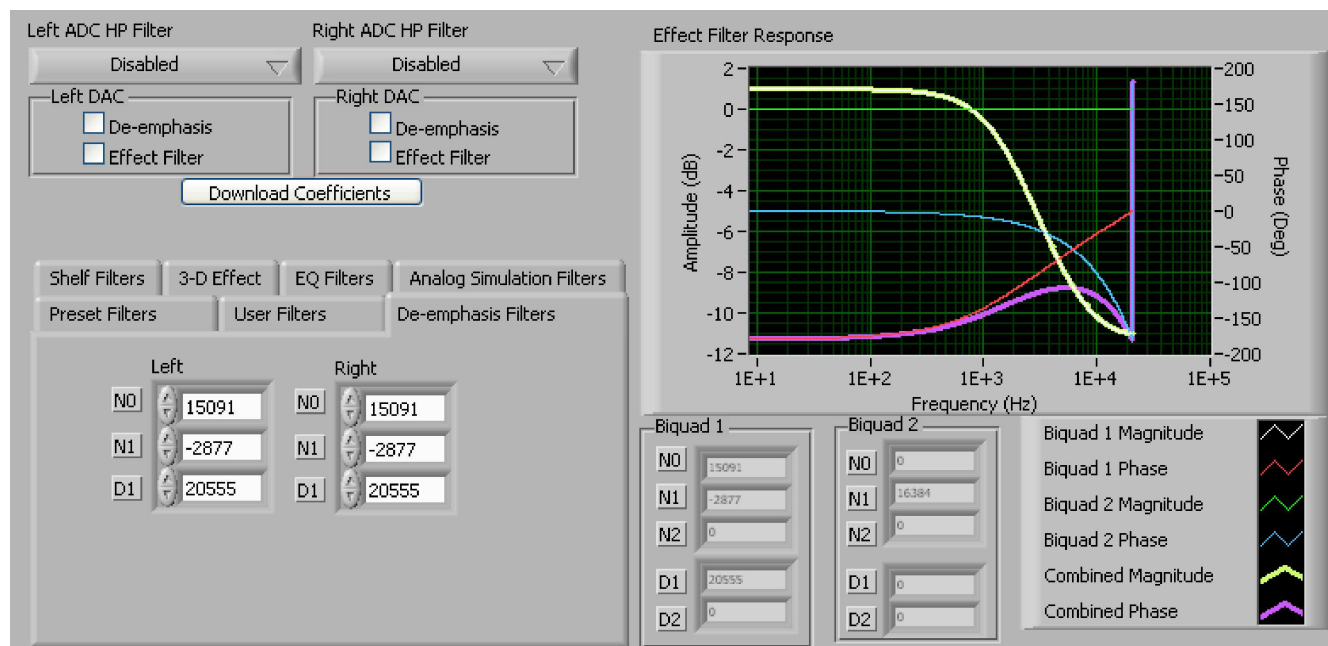 Left ADC HP Filter
Right ADC HP Filter
Disabled
Disabled
Left DAC
De-emphasis
Effect Filter
Right DAC
De-emphasis
Effect Filter
Download Coefficients
Shelf Filters
3-D Effect
EQ Filters
Analog Simulation Filters
Preset Filters
User Filters
De-emphasis Filters
Left
Right
N0
15091
N0
15091
N1
-2877
N1
-2877
D1
20555
D1
20555
Effect Filter Response
Amplitude (dB)
2
0
-2
-4
-6
-8
-10
-12
200
150
100
50
0
-50
-100
-150
-200
Phase (Deg)
1E+1
1E+2
1E+3
1E+4
1E+5
Frequency (Hz)
Biquad 1
N0
15091
N1
-2877
N2
0
D1
20555
D2
0
Biquad 2
N0
0
N1
16384
N2
0
D1
0
D2
0
Biquad 1 Magnitude
Biquad 1 Phase
Biquad 2 Magnitude
Biquad 2 Phase
Combined Magnitude
Combined Phase